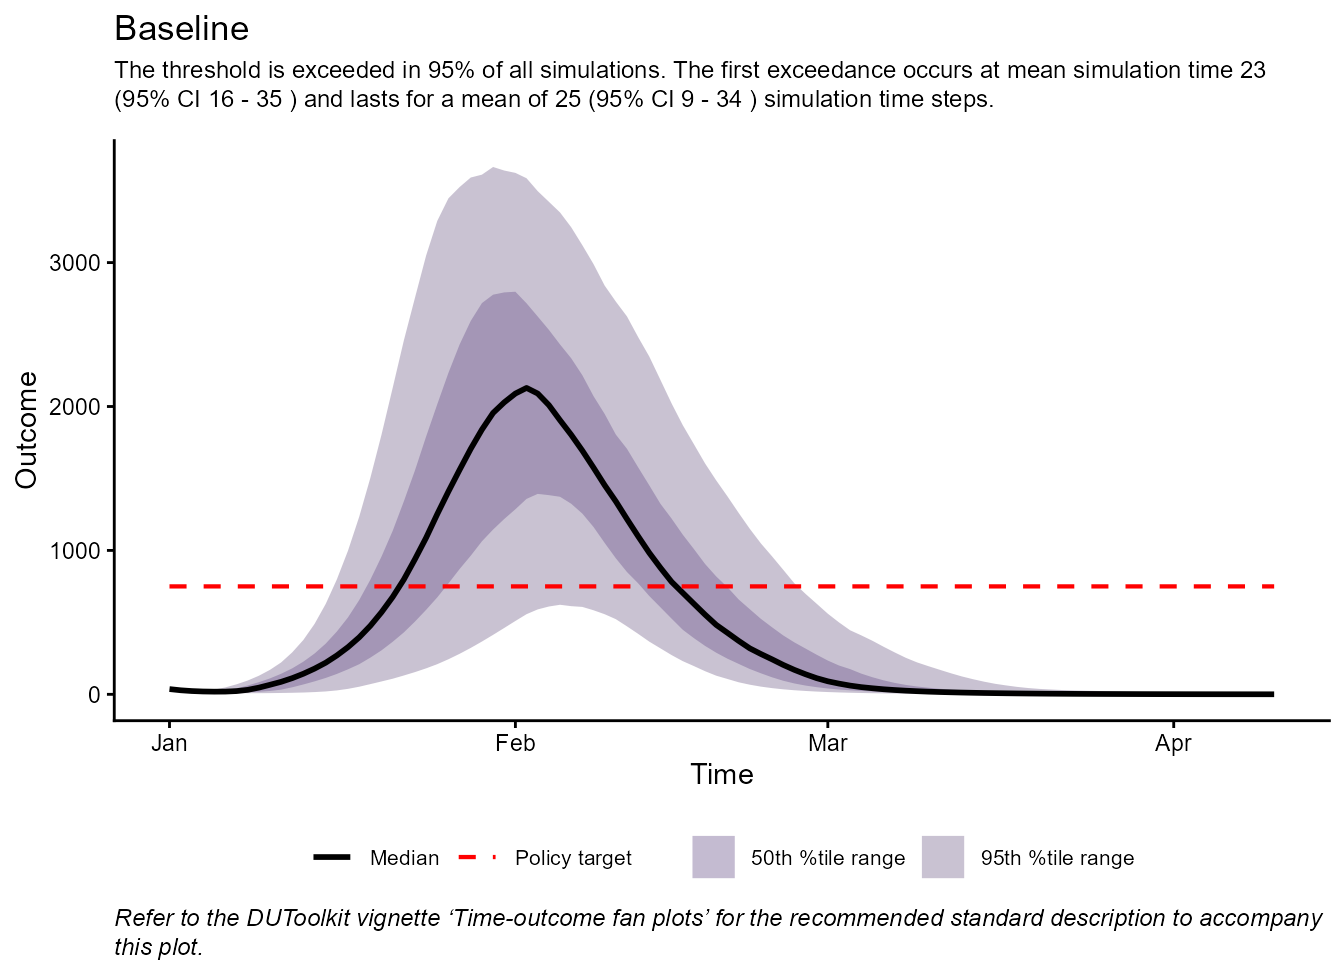 Baseline
The threshold is exceeded in 95% of all simulations. The first exceedance occurs at mean simulation time 23
(95% CI 16 - 35 ) and lasts for a mean of 25 (95% CI 9 - 34 ) simulation time steps.
Outcome
3000
2000
1000
0
Jan Feb Mar Apr
Time
Median Policy target 50th %tile range 95th %tile range
Refer to the DUToolkit vignette ‘Time-outcome fan plots’ for the recommended standard description to accompany
this plot.